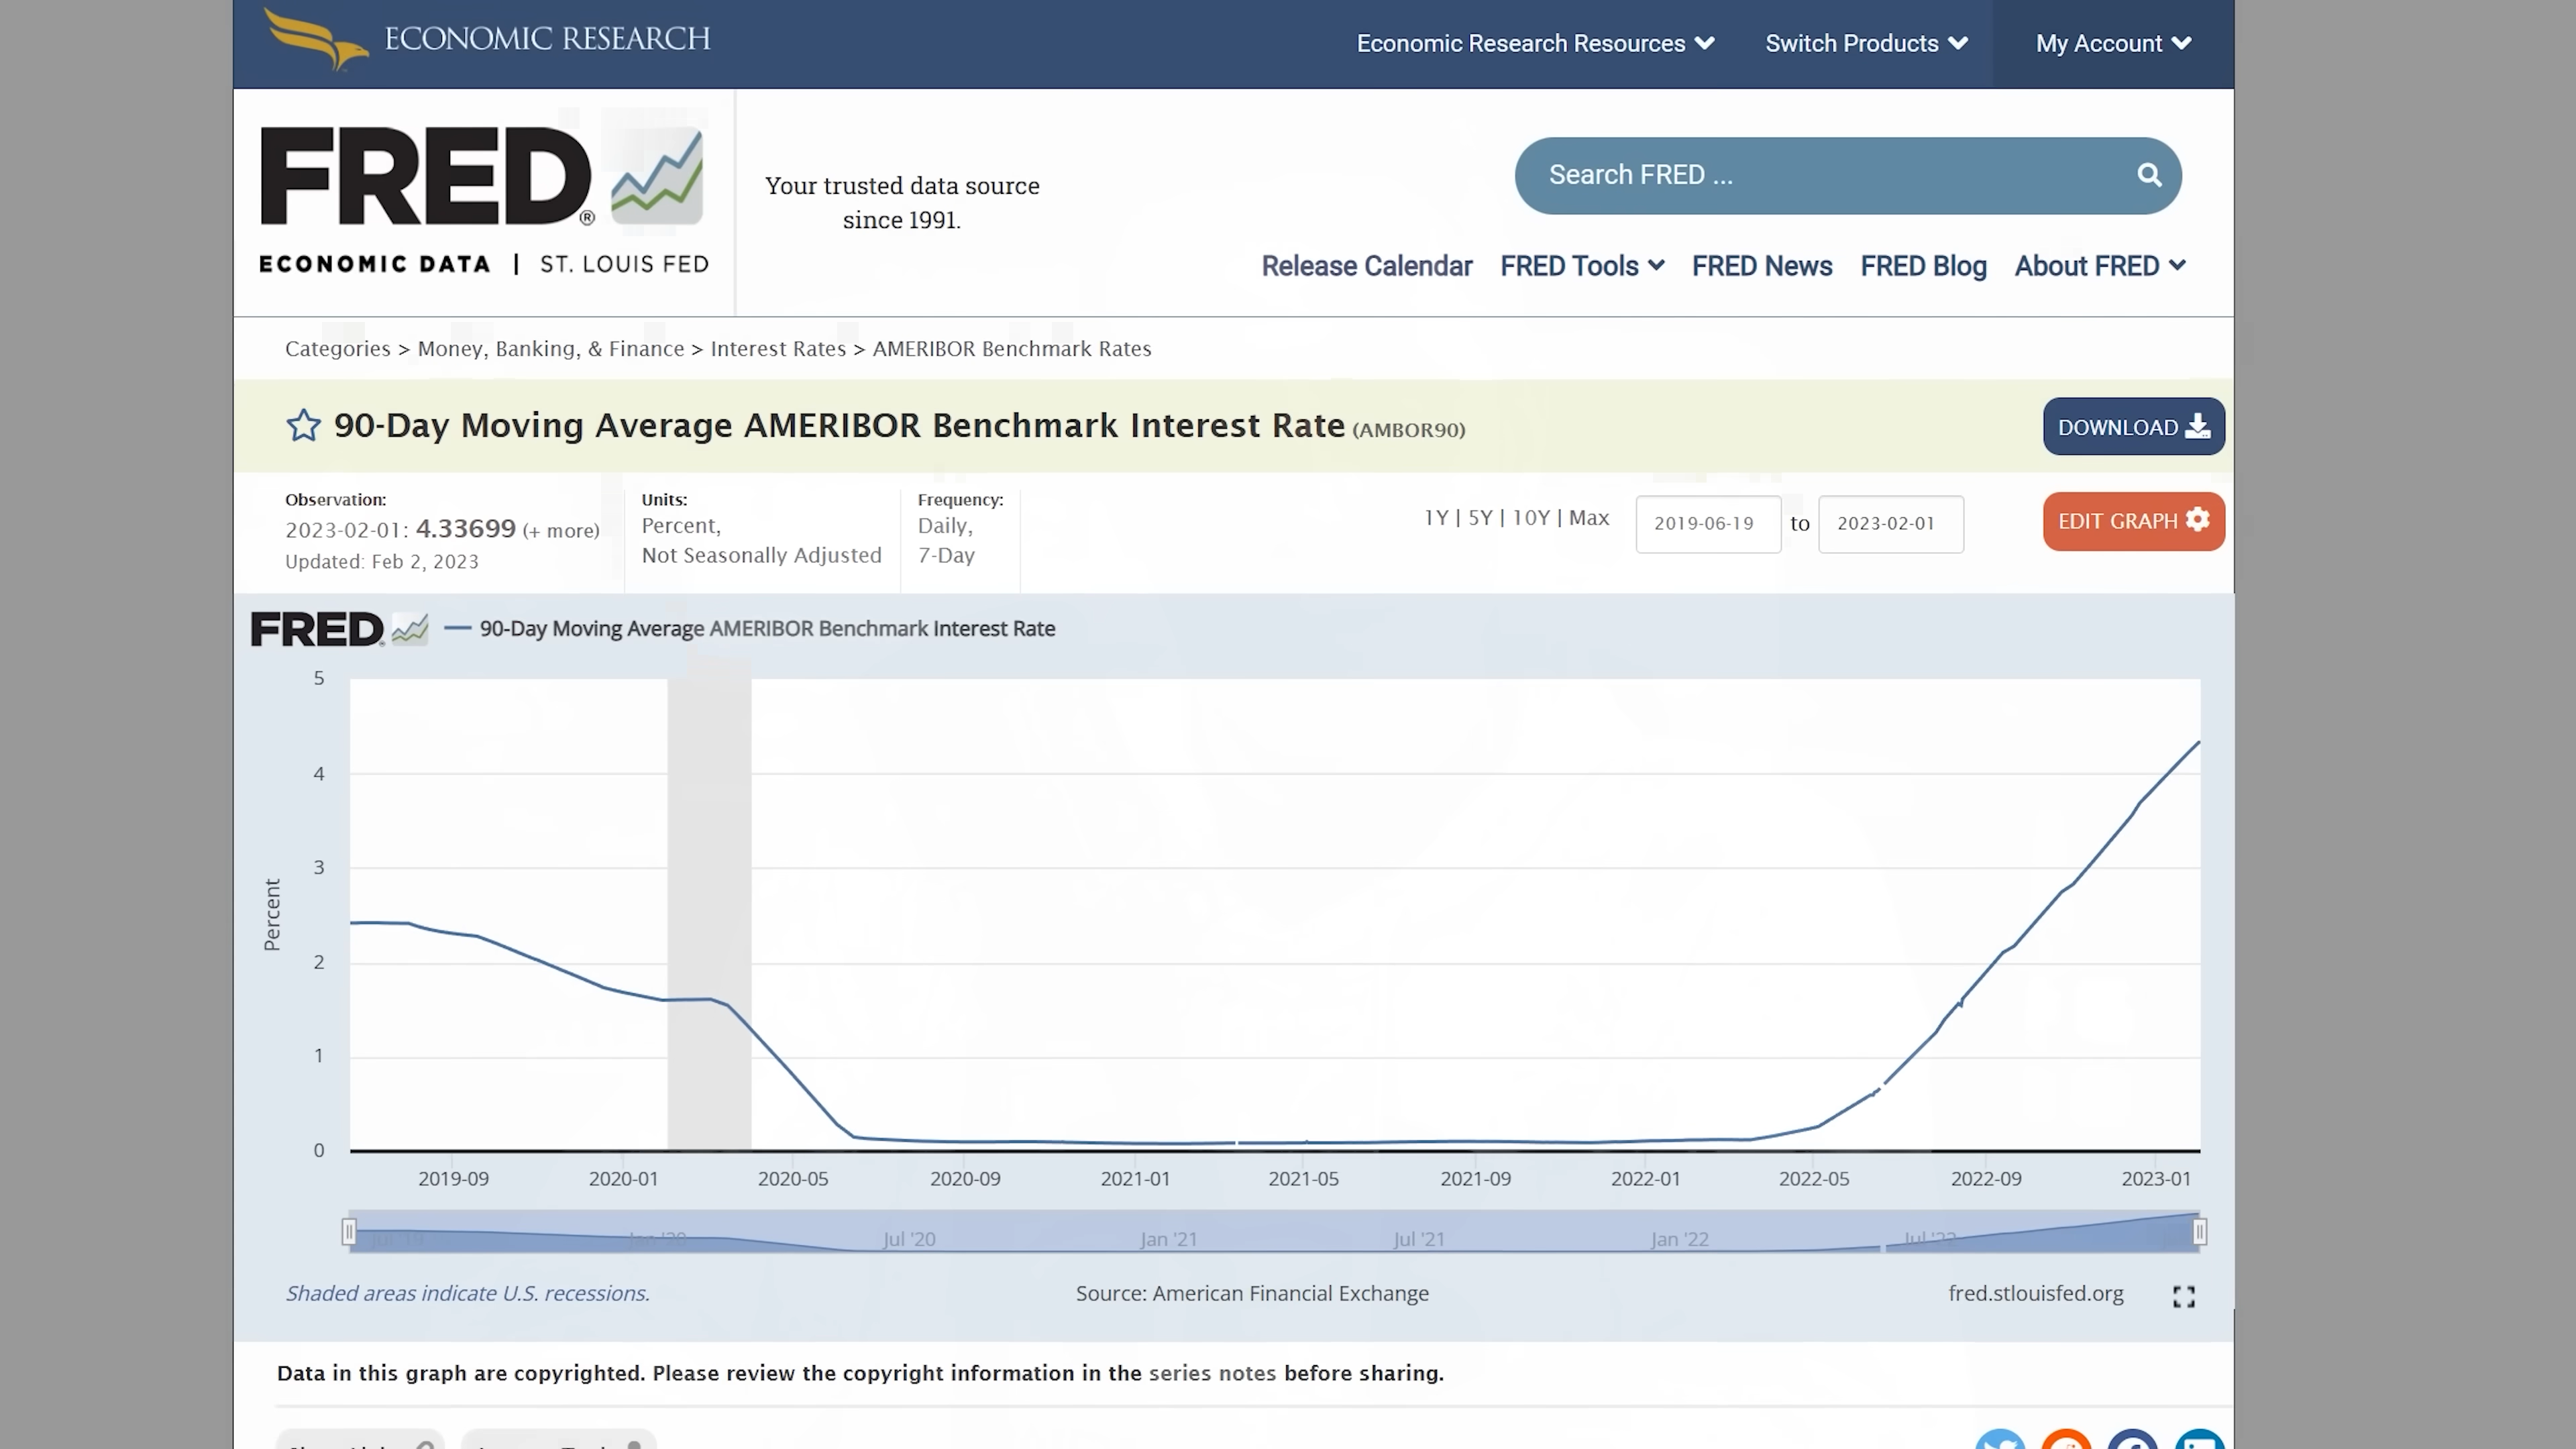 ECONOMIC RESEARCH
Economic Research Resources Switch Products My Account
FRED®
Your trusted data source
since 1991.
Search FRED ...
ECONOMIC DATA | ST. LOUIS FED
Release Calendar FRED Tools FRED News FRED Blog About FRED
Categories > Money, Banking, & Finance > Interest Rates > AMERIBOR Benchmark Rates
90-Day Moving Average AMERIBOR Benchmark Interest Rate (AMBOR90)
DOWNLOAD
Observation:
2023-02-01: 4.33699 (+ more)
Updated: Feb 2, 2023
Units:
Percent,
Not Seasonally Adjusted
Frequency:
Daily,
7-Day
1Y | 5Y | 10Y | Max
2019-06-19 to 2023-02-01
EDIT GRAPH
FRED 90-Day Moving Average AMERIBOR Benchmark Interest Rate
5
4
3
2
1
0
Percent
2019-09 2020-01 2020-05 2020-09 2021-01 2021-05 2021-09 2022-01 2022-05 2022-09 2023-01
Jul '19 Jan '20 Jul '20 Jan '21 Jul '21 Jan '22 Jul '22
Shaded areas indicate U.S. recessions.
Source: American Financial Exchange
fred.stlouisfed.org
Data in this graph are copyrighted. Please review the copyright information in the series notes before sharing.